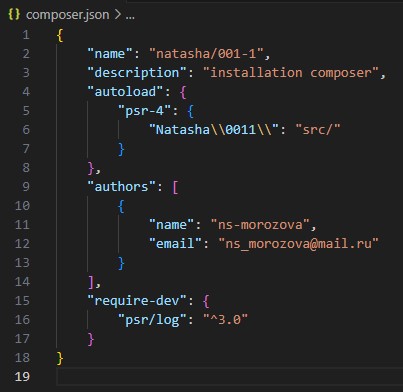 {} composer.json > ...
1 {
2     "name": "natasha/001-1",
3     "description": "installation composer",
4     "autoload": {
5         "psr-4": {
6             "Natasha\\0011\\": "src/"
7         }
8     },
9     "authors": [
10         {
11             "name": "ns-morozova",
12             "email": "ns_morozova@mail.ru"
13         }
14     ],
15     "require-dev": {
16         "psr/log": "^3.0"
17     }
18 }
19